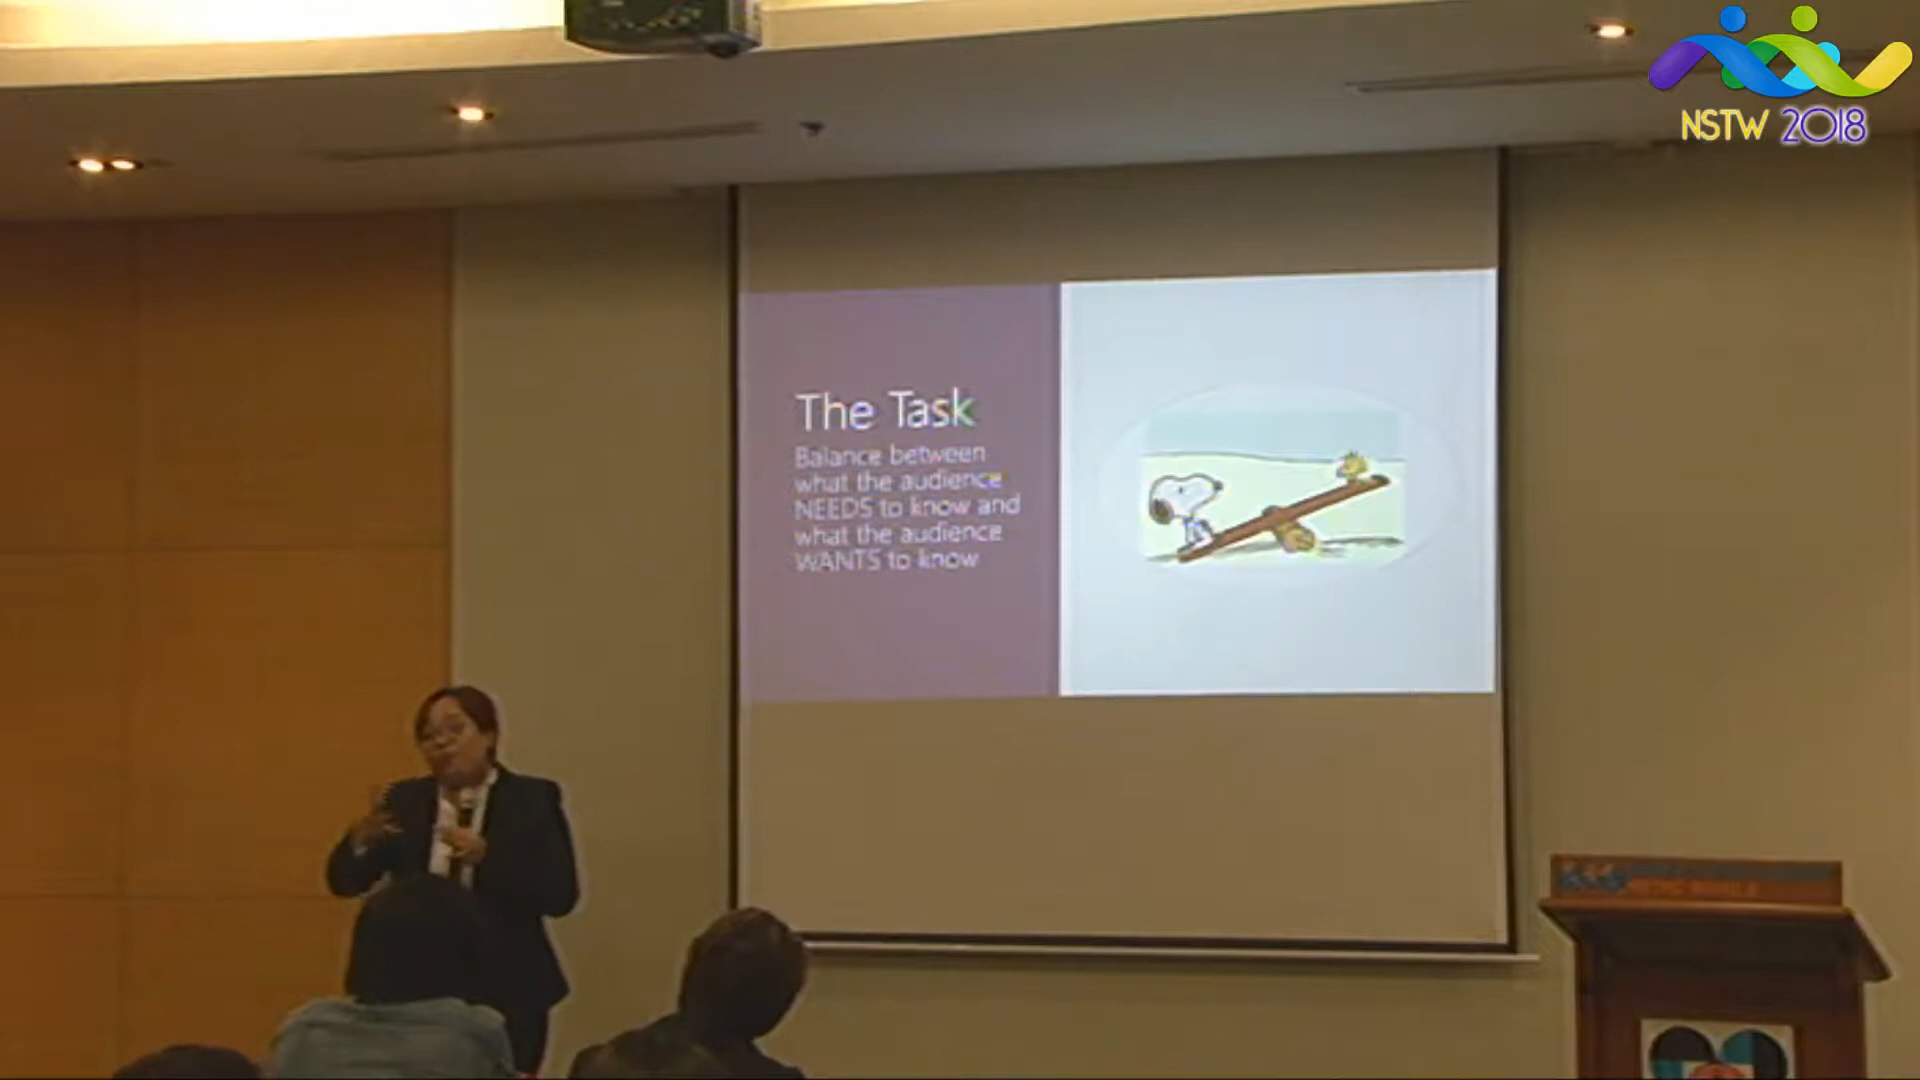 NSTW 2018
The Task
Balance between
what the audience
NEEDS to know and
what the audience
WANTS to know